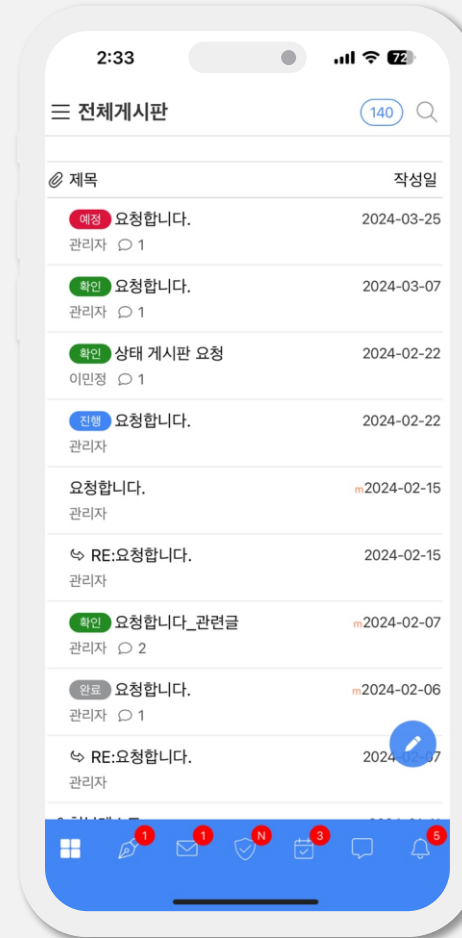 2:33 72
전체게시판 140
제목 작성일
예정 요청합니다. 2024-03-25
관리자 1
확인 요청합니다. 2024-03-07
관리자 1
확인 상태 게시판 요청 2024-02-22
이민정 1
진행 요청합니다. 2024-02-22
관리자
요청합니다. m2024-02-15
관리자
RE:요청합니다. 2024-02-15
관리자
확인 요청합니다_관련글 m2024-02-07
관리자 2
완료 요청합니다. m2024-02-06
관리자 1
RE:요청합니다. 2024-02-07
관리자
1 1 N 3 5